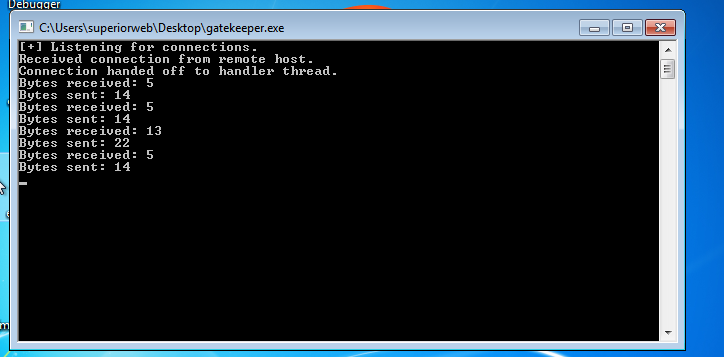 Debugger
C:\Users\superiorweb\Desktop\gatekeeper.exe
[+] Listening for connections.
Received connection from remote host.
Connection handed off to handler thread.
Bytes received: 5
Bytes sent: 14
Bytes received: 5
Bytes sent: 14
Bytes received: 13
Bytes sent: 22
Bytes received: 5
Bytes sent: 14